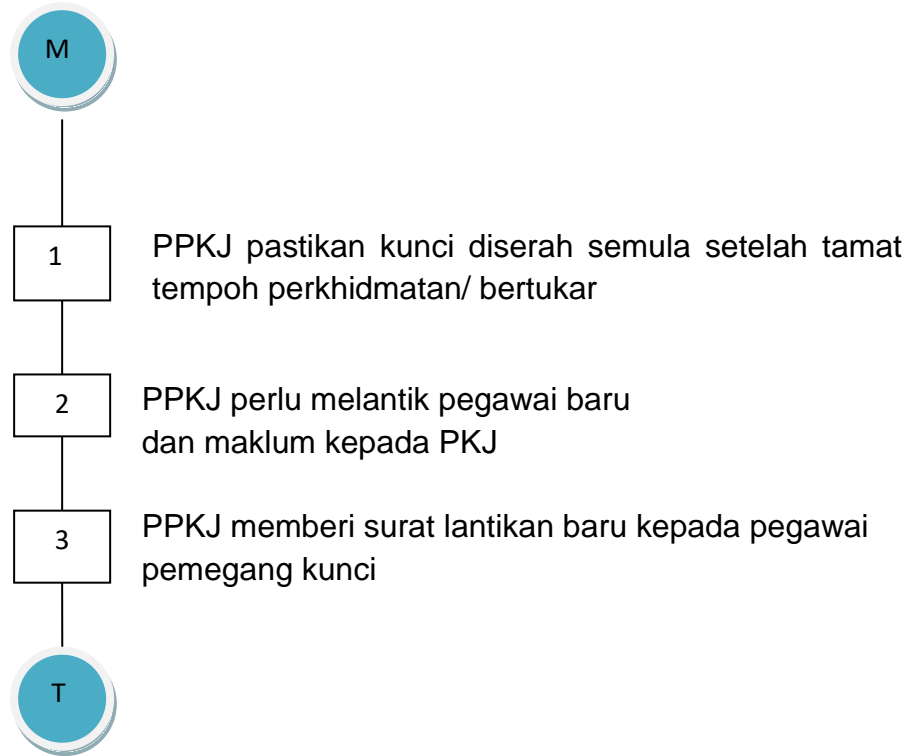 M
1
PPKJ pastikan kunci diserah semula setelah tamat
tempoh perkhidmatan/ bertukar
2
PPKJ perlu melantik pegawai baru
dan maklum kepada PKJ
3
PPKJ memberi surat lantikan baru kepada pegawai
pemegang kunci
T